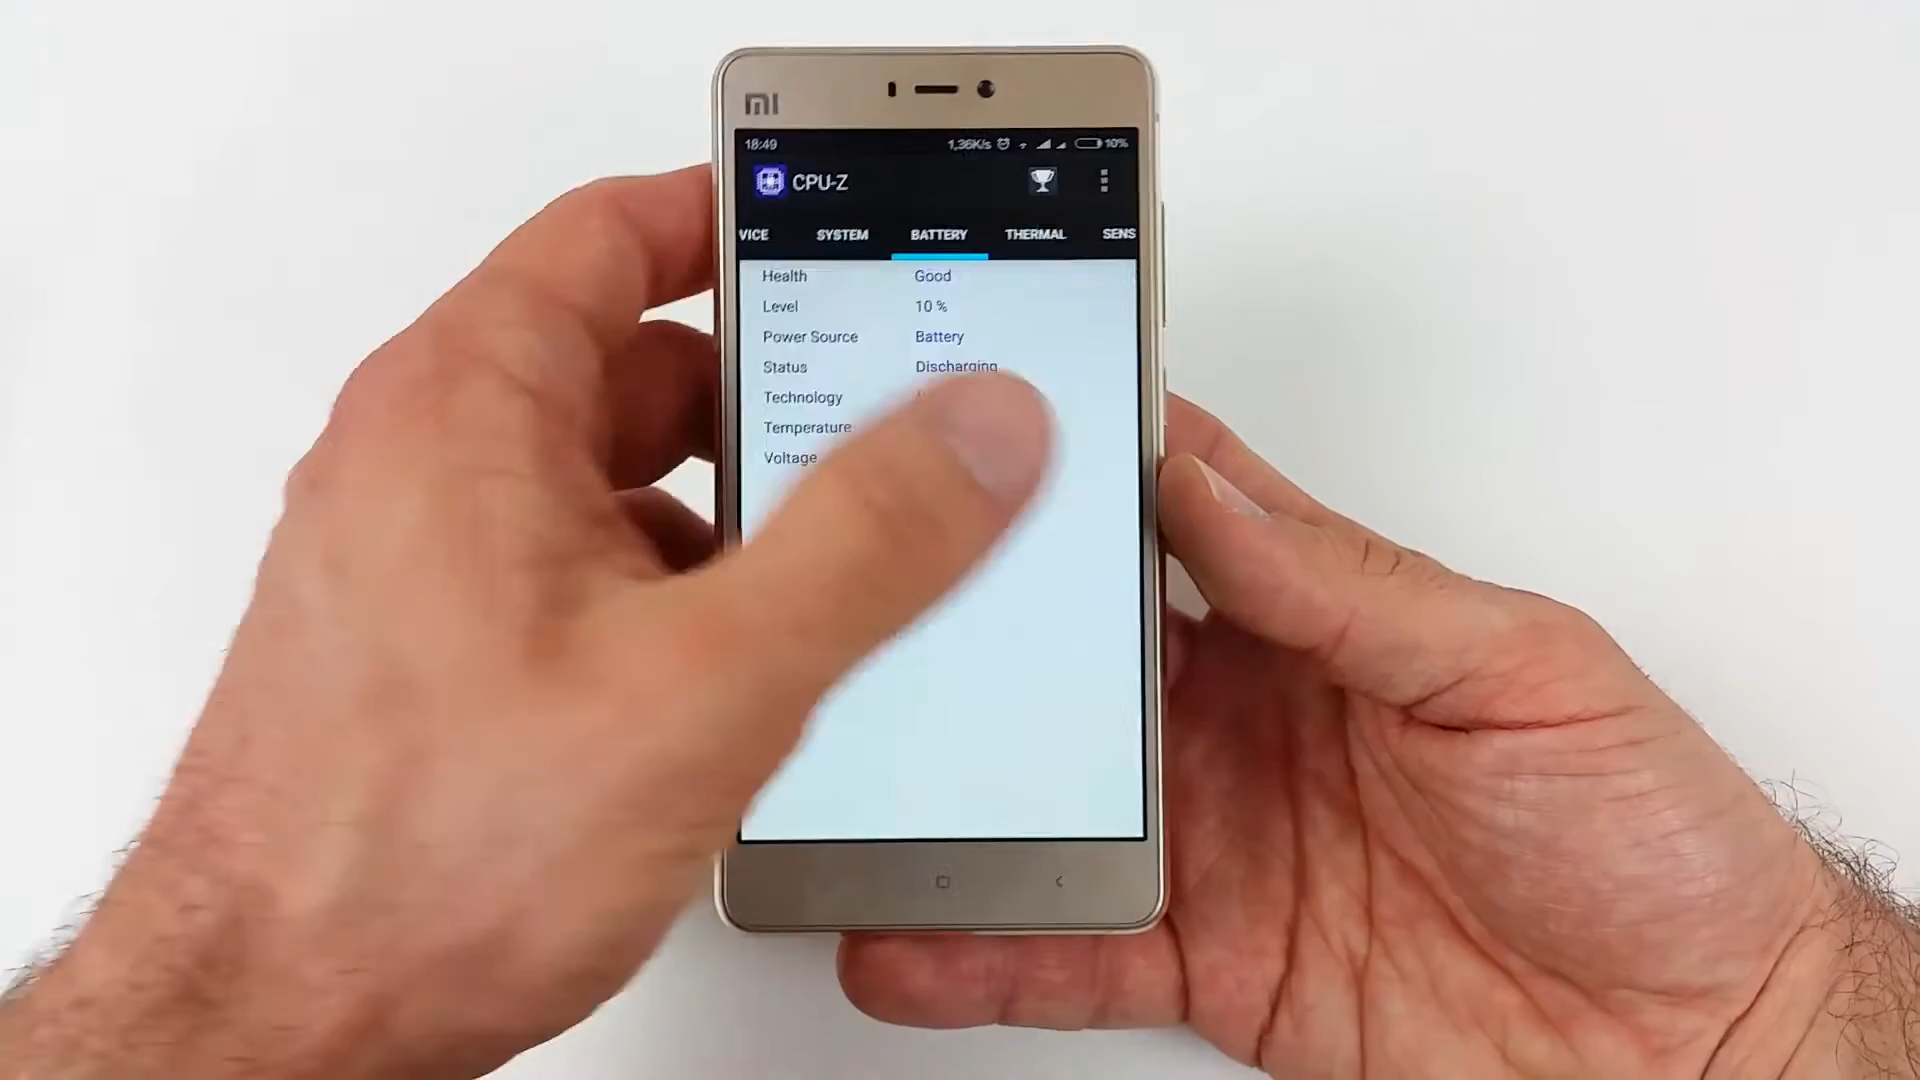 mi
18:49 1,36K/s 10%
CPU-Z
VICE SYSTEM BATTERY THERMAL SENS
Health Good
Level 10 %
Power Source Battery
Status Discharging
Technology
Temperature
Voltage